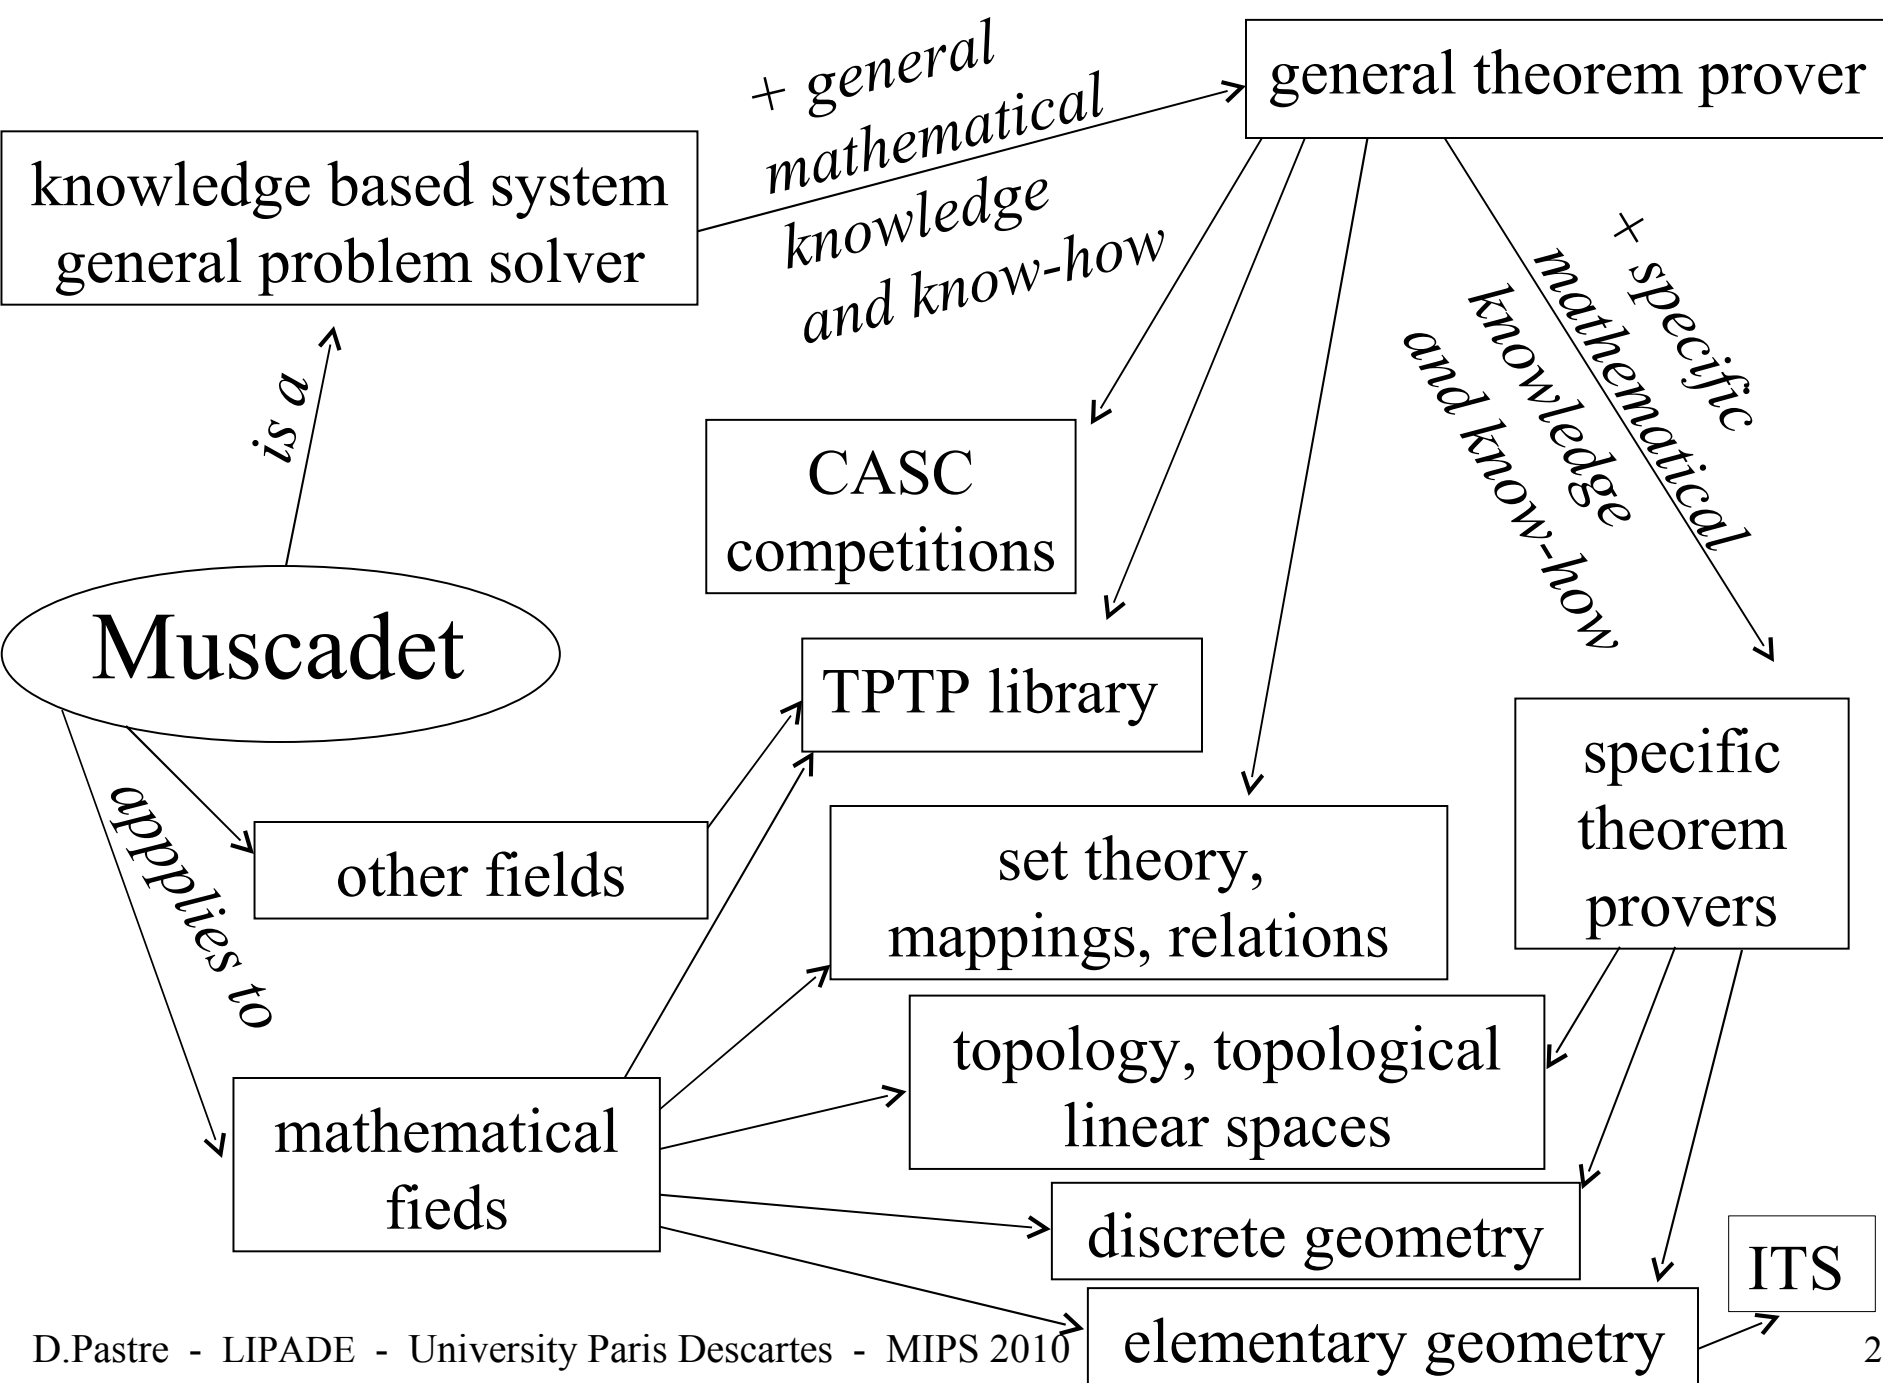 + general
mathematical
knowledge
and know-how
general theorem prover
knowledge based system
general problem solver
+ specific
mathematical
knowledge
and know-how
is a
CASC
competitions
Muscadet
TPTP library
specific
theorem
provers
applies to
other fields
set theory,
mappings, relations
topology, topological
linear spaces
mathematical
fieds
discrete geometry
ITS
elementary geometry
D.Pastre - LIPADE - University Paris Descartes - MIPS 2010
2